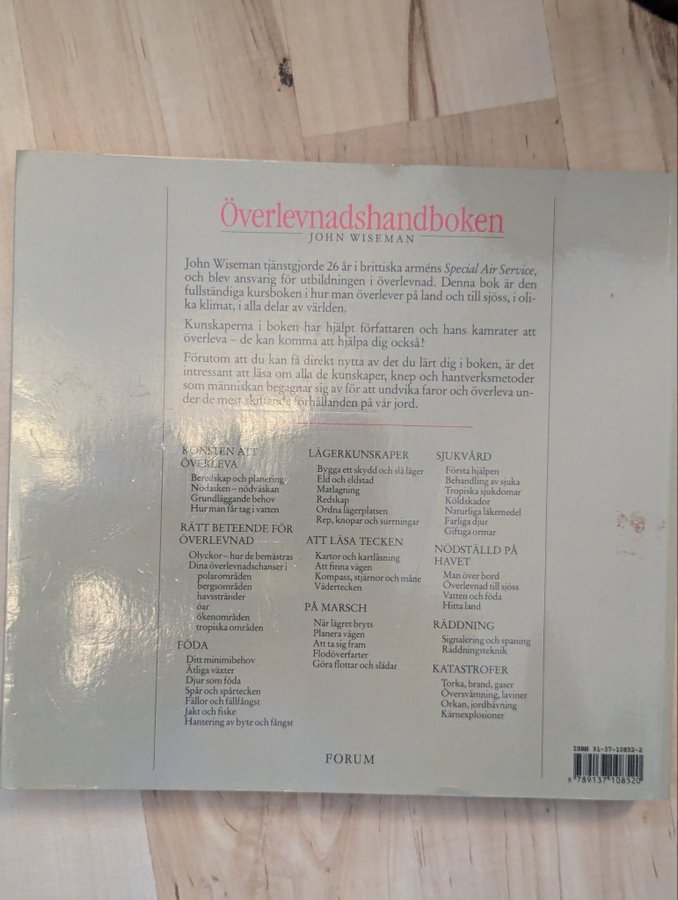 Överlevnadshandboken
JOHN WISEMAN
John Wiseman tjänstgjorde 26 år i brittiska arméns Special Air Service,
och blev ansvarig för utbildningen i överlevnad. Denna bok är den
fullständiga kursboken i hur man överlever på land och till sjöss, i oli-
ka klimat, i alla delar av världen.
Kunskaperna i boken har hjälpt författaren och hans kamrater att
överleva – de kan komma att hjälpa dig också!
Förutom att du kan få direkt nytta av det du lärt dig i boken, är det
intressant att läsa om alla de kunskaper, knep och hantverksmetoder
som människan begagnar sig av för att undvika faror och överleva un-
der de mest skiftande förhållanden på vår jord.
KONSTEN ATT
ÖVERLEVA
Beredskap och planering
Nödasken – nödväskan
Grundläggande behov
Hur man får tag i vatten
RÄTT BETEENDE FÖR
ÖVERLEVNAD
Olyckor – hur de bemästras
Dina överlevnadschanser i
polarområden
bergsområden
havsstränder
öar
ökenområden
tropiska områden
FÖDA
Ditt minimibehov
Ätliga växter
Djur som föda
Spår och spårtecken
Fällor och fällfångst
Jakt och fiske
Hantering av byte och fångst
LÄGERKUNSKAPER
Bygga ett skydd och slå läger
Eld och eldstad
Matlagning
Redskap
Ordna lägerplatsen
Rep, knopar och surrningar
ATT LÄSA TECKEN
Kartor och kartläsning
Att finna vägen
Kompass, stjärnor och måne
Vädertecken
PÅ MARSCH
När lägret bryts
Planera vägen
Att ta sig fram
Flodöverfarter
Göra flottar och slädar
SJUKVÅRD
Första hjälpen
Behandling av sjuka
Tropiska sjukdomar
Köldskador
Naturliga läkemedel
Farliga djur
Giftiga ormar
NÖDSTÄLLD PÅ
HAVET
Man över bord
Överlevnad till sjöss
Vatten och föda
Hitta land
RÄDDNING
Signalering och spaning
Räddningsteknik
KATASTROFER
Torka, brand, gaser
Översvämning, laviner
Orkan, jordbävning
Kärnexplosioner
FORUM
ISBN 91-37-10852-2
9 789137 108520